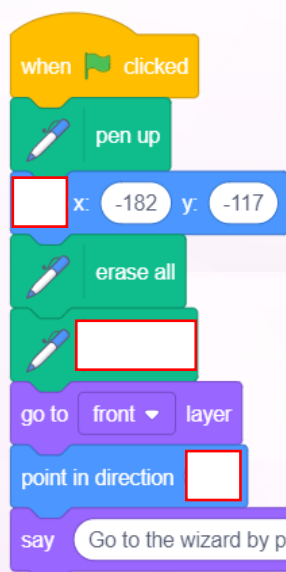 when clicked
pen up
x: -182 y: -117
erase all
go to front layer
point in direction
say Go to the wizard by p